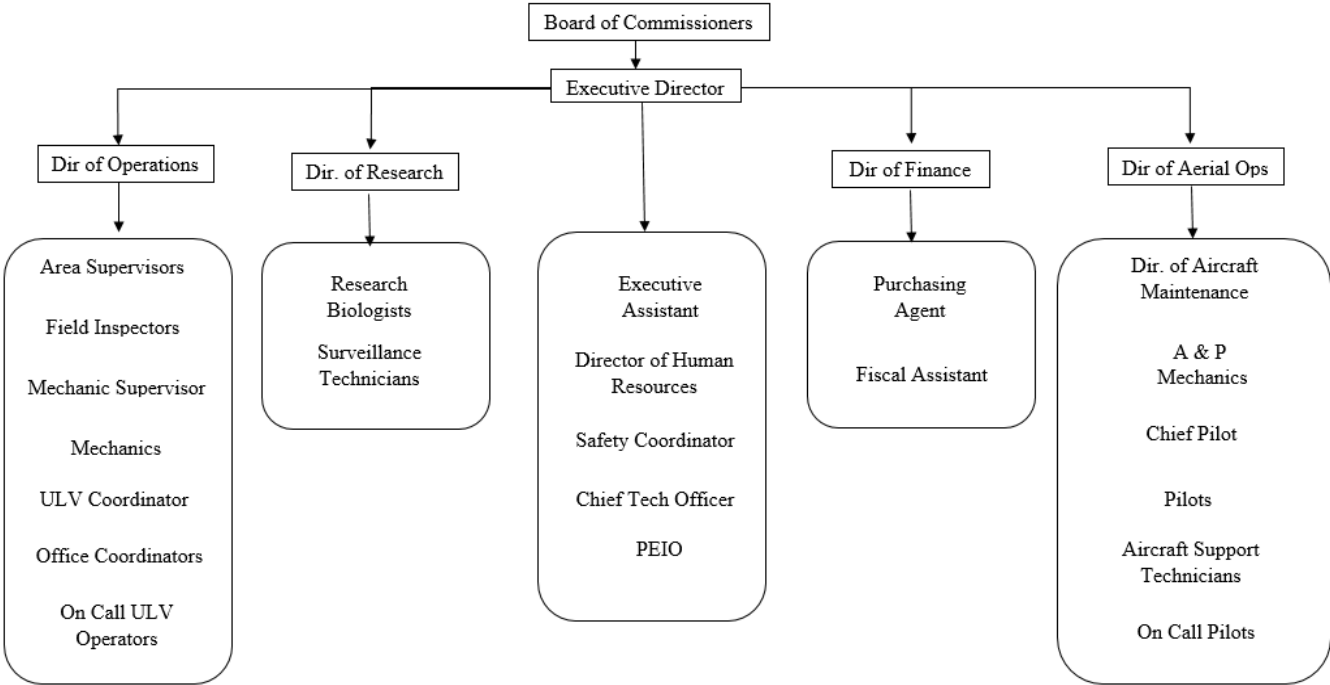 Board of Commissioners
Executive Director
Dir of Operations
Dir. of Research
Dir of Finance
Dir of Aerial Ops
Area Supervisors
Field Inspectors
Mechanic Supervisor
Mechanics
ULV Coordinator
Office Coordinators
On Call ULV
Operators
Research
Biologists
Surveillance
Technicians
Executive
Assistant
Director of Human
Resources
Safety Coordinator
Chief Tech Officer
PEIO
Purchasing
Agent
Fiscal Assistant
Dir. of Aircraft
Maintenance
A & P
Mechanics
Chief Pilot
Pilots
Aircraft Support
Technicians
On Call Pilots